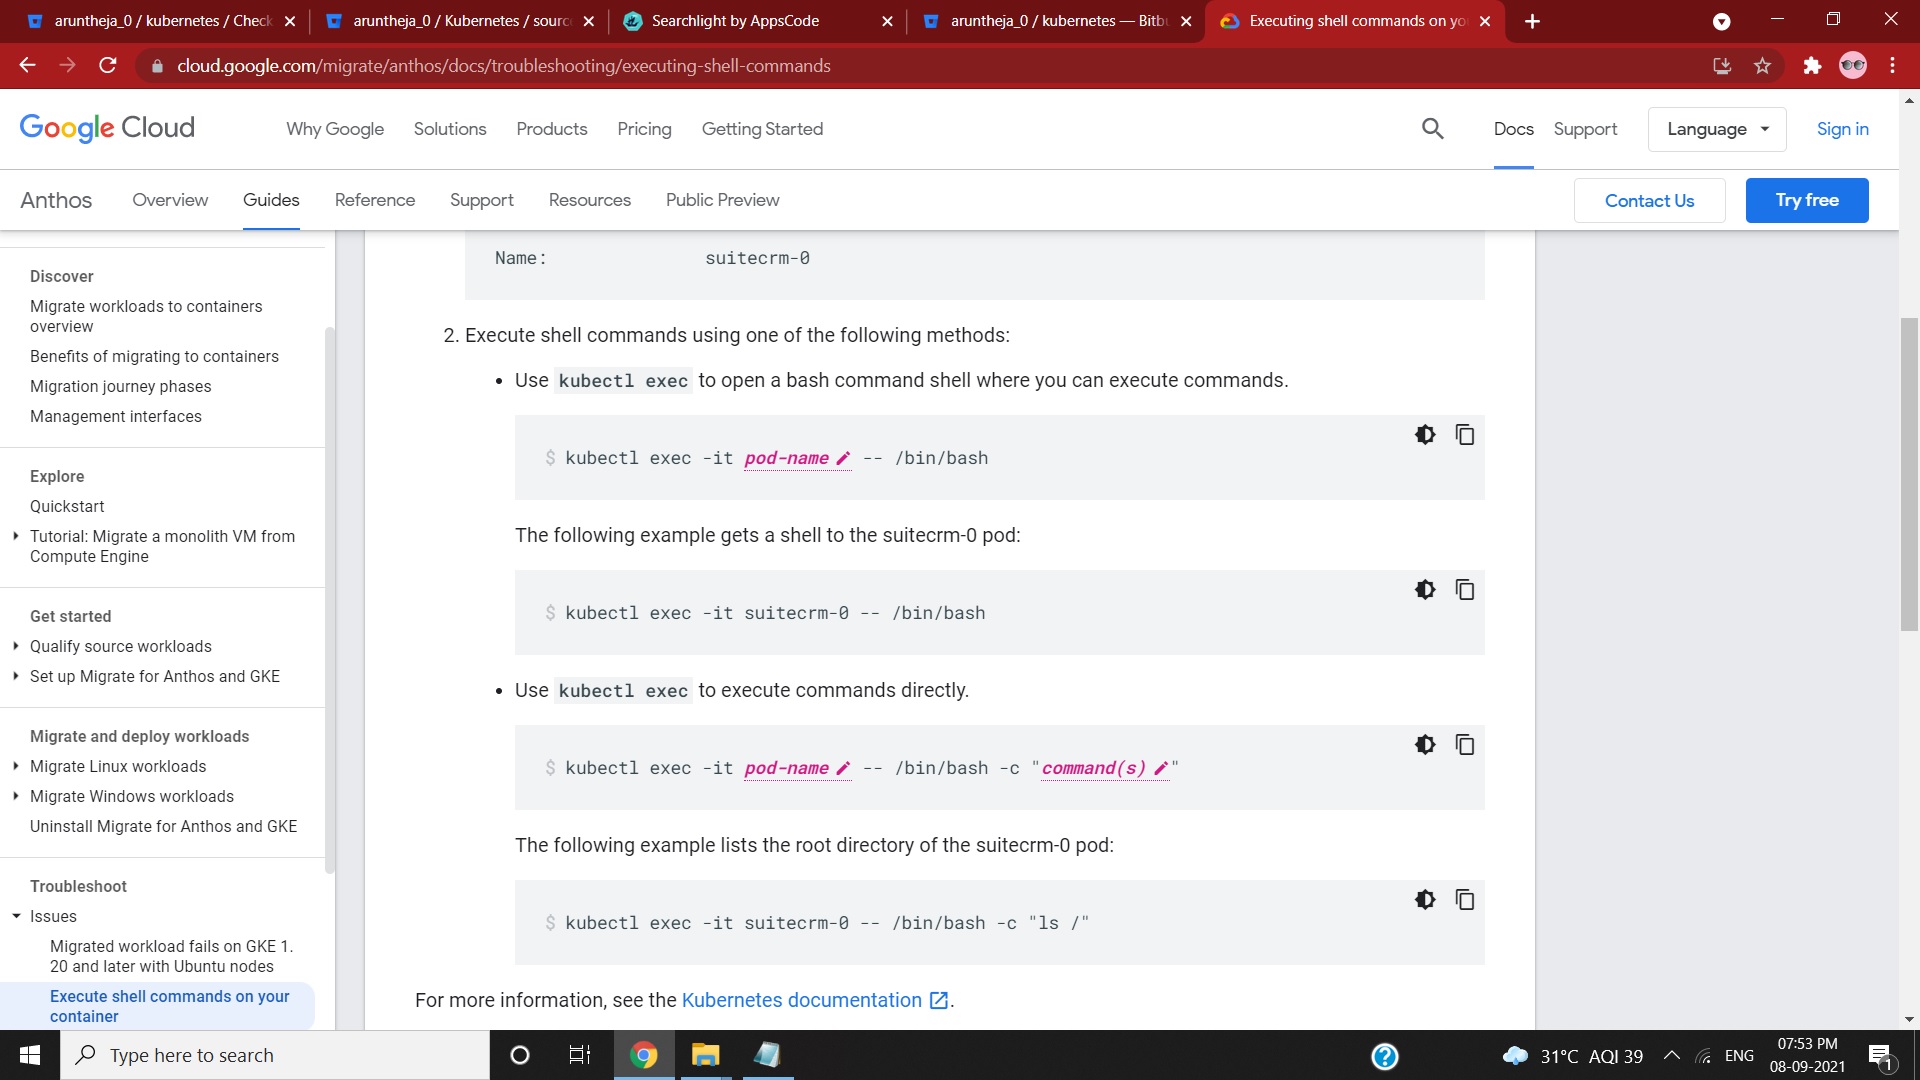 aruntheja_0 / kubernetes / Check
aruntheja_0 / Kubernetes / sourc
Searchlight by AppsCode
aruntheja_0 / kubernetes — Bitbu
Executing shell commands on yo
cloud.google.com/migrate/anthos/docs/troubleshooting/executing-shell-commands
Google Cloud
Why Google
Solutions
Products
Pricing
Getting Started
Docs
Support
Language
Sign in
Anthos
Overview
Guides
Reference
Support
Resources
Public Preview
Contact Us
Try free
Discover
Migrate workloads to containers
overview
Benefits of migrating to containers
Migration journey phases
Management interfaces
Explore
Quickstart
Tutorial: Migrate a monolith VM from
Compute Engine
Get started
Qualify source workloads
Set up Migrate for Anthos and GKE
Migrate and deploy workloads
Migrate Linux workloads
Migrate Windows workloads
Uninstall Migrate for Anthos and GKE
Troubleshoot
Issues
Migrated workload fails on GKE 1.
20 and later with Ubuntu nodes
Execute shell commands on your
container
Name: suitecrm-0
2. Execute shell commands using one of the following methods:
• Use kubectl exec to open a bash command shell where you can execute commands.
$ kubectl exec -it pod-name -- /bin/bash
The following example gets a shell to the suitecrm-0 pod:
$ kubectl exec -it suitecrm-0 -- /bin/bash
• Use kubectl exec to execute commands directly.
$ kubectl exec -it pod-name -- /bin/bash -c "command(s)"
The following example lists the root directory of the suitecrm-0 pod:
$ kubectl exec -it suitecrm-0 -- /bin/bash -c "ls /"
For more information, see the Kubernetes documentation.
Type here to search
31°C AQI 39
ENG
07:53 PM
08-09-2021
1